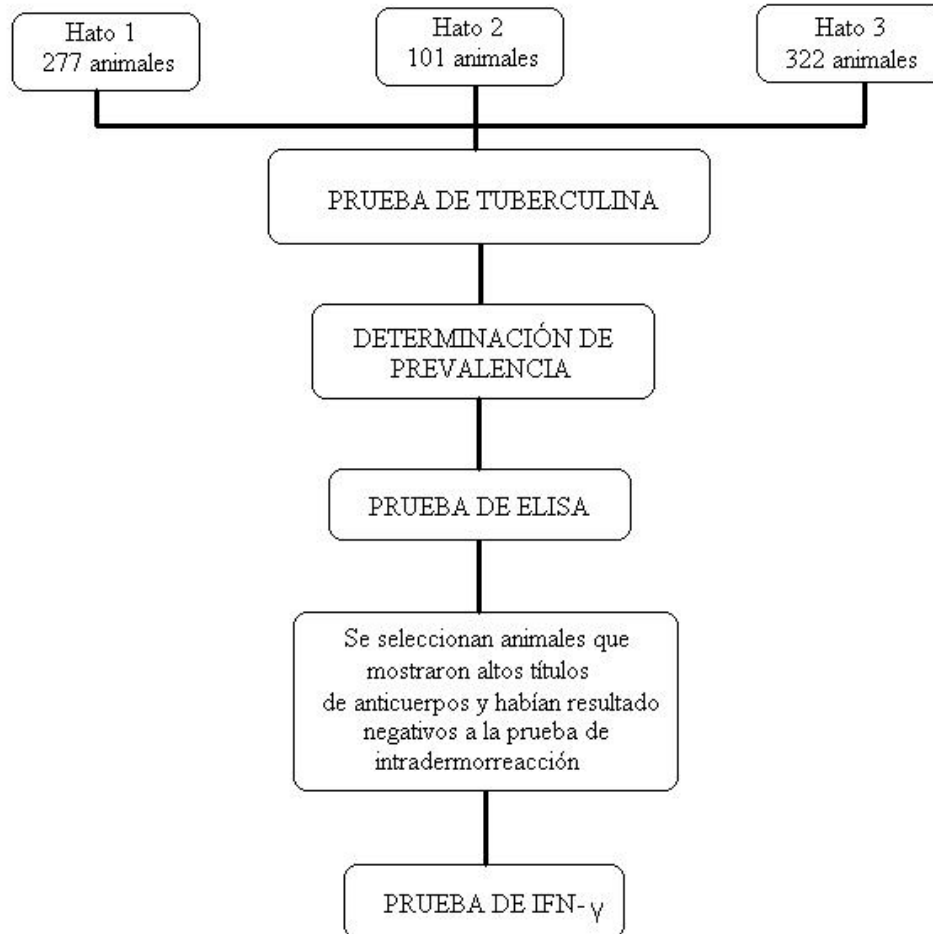 Hato 1
277 animales
Hato 2
101 animales
Hato 3
322 animales
PRUEBA DE TUBERCULINA
DETERMINACIÓN DE
PREVALENCIA
PRUEBA DE ELISA
Se seleccionan animales que
mostraron altos títulos
de anticuerpos y habían resultado
negativos a la prueba de
intradermorreacción
PRUEBA DE IFN-γ